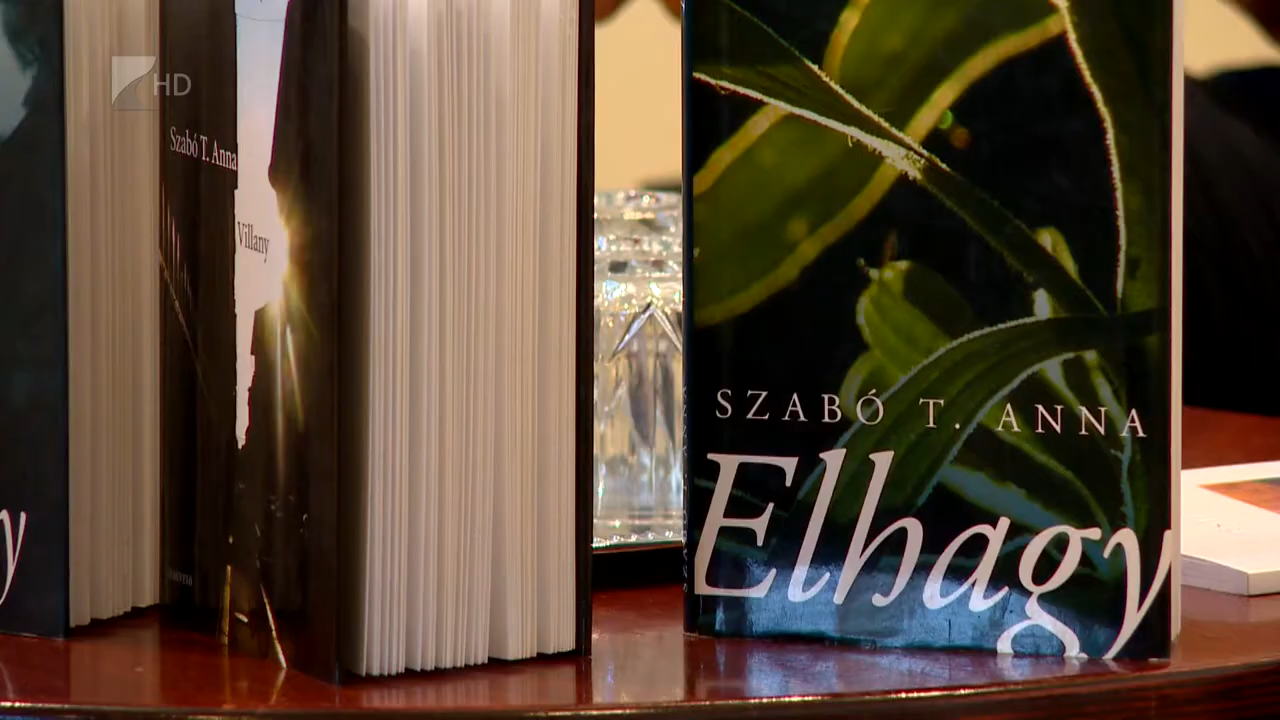 HD
Szabó T. Anna
Villany
y
SZABÓ T. ANNA
Elhagy